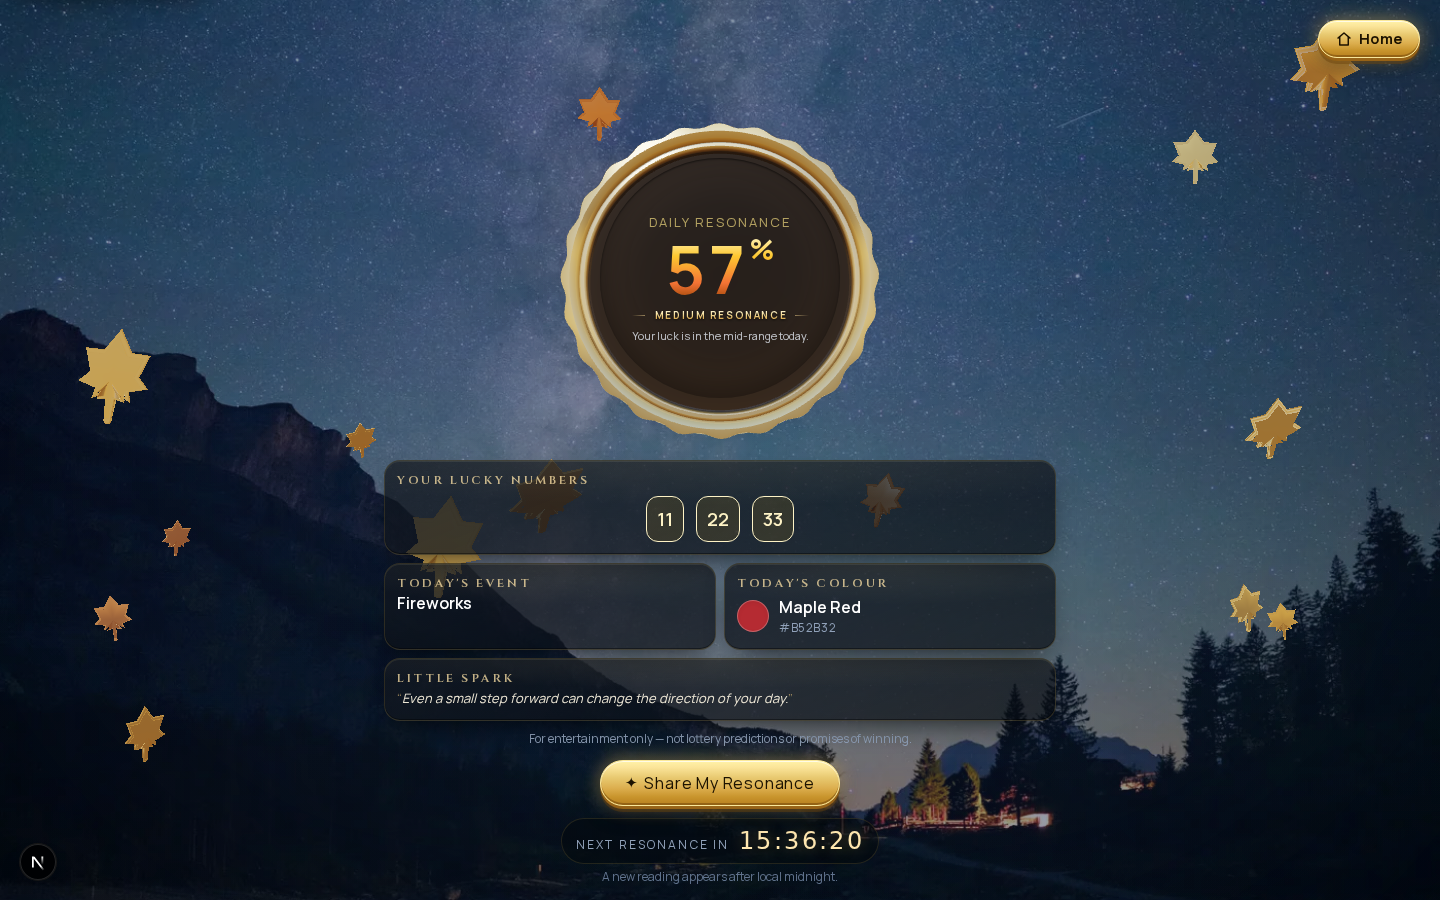 Home
DAILY RESONANCE
57%
MEDIUM RESONANCE
Your luck is in the mid-range today.
YOUR LUCKY NUMBERS
11 22 33
TODAY'S EVENT
Fireworks
TODAY'S COLOUR
Maple Red
#B52B32
LITTLE SPARK
"Even a small step forward can change the direction of your day."
For entertainment only — not lottery predictions or promises of winning.
✦ Share My Resonance
NEXT RESONANCE IN 15:36:20
A new reading appears after local midnight.
N